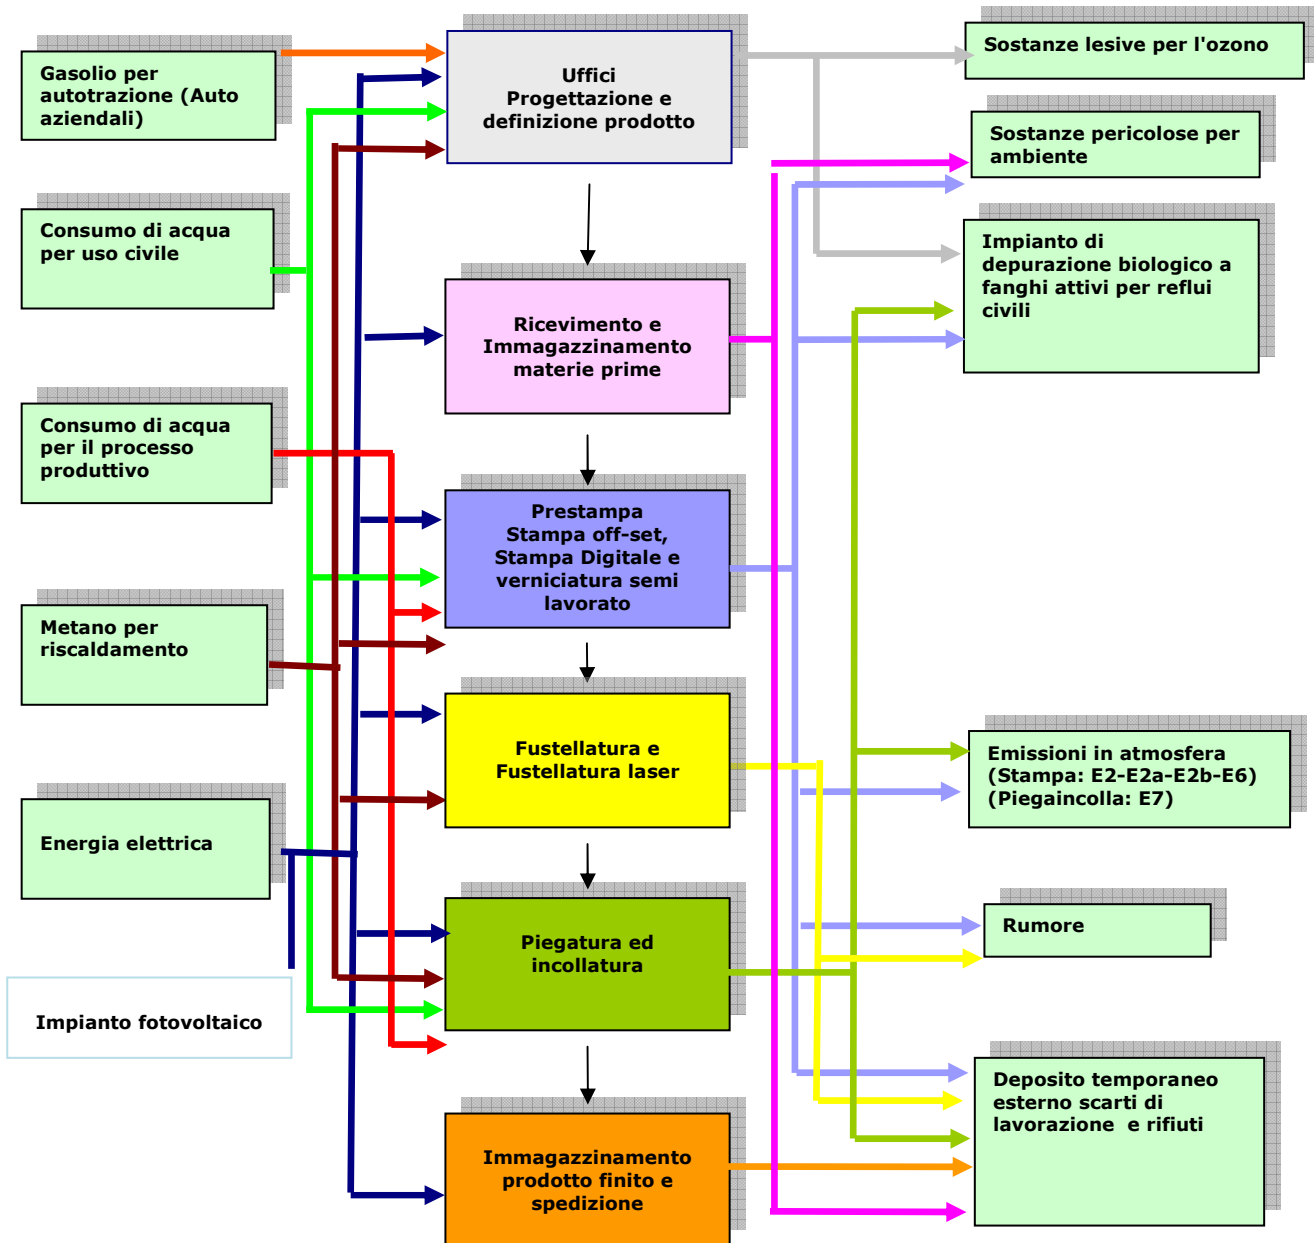 Gasolio per
autotrazione (Auto
aziendali)
Consumo di acqua
per uso civile
Consumo di acqua
per il processo
produttivo
Metano per
riscaldamento
Energia elettrica
Impianto fotovoltaico
Uffici
Progettazione e
definizione prodotto
Ricevimento e
Immagazzinamento
materie prime
Prestampa
Stampa off-set,
Stampa Digitale e
verniciatura semi
lavorato
Fustellatura e
Fustellatura laser
Piegatura ed
incollatura
Immagazzinamento
prodotto finito e
spedizione
Sostanze lesive per l'ozono
Sostanze pericolose per
ambiente
Impianto di
depurazione biologico a
fanghi attivi per reflui
civili
Emissioni in atmosfera
(Stampa: E2-E2a-E2b-E6)
(Piegaincolla: E7)
Rumore
Deposito temporaneo
esterno scarti di
lavorazione  e rifiuti